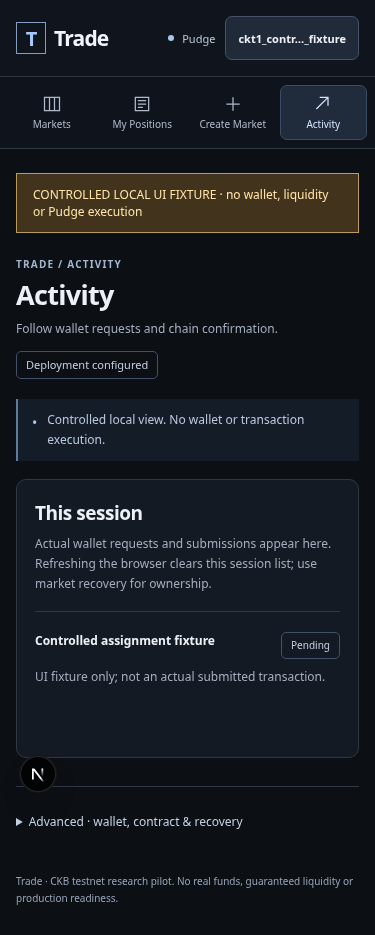 T Trade
Pudge
ckt1_contr…_fixture
Markets
My Positions
Create Market
Activity
CONTROLLED LOCAL UI FIXTURE · no wallet, liquidity
or Pudge execution
TRADE / ACTIVITY
Activity
Follow wallet requests and chain confirmation.
Deployment configured
• Controlled local view. No wallet or transaction
execution.
This session
Actual wallet requests and submissions appear here.
Refreshing the browser clears this session list; use
market recovery for ownership.
Controlled assignment fixture
Pending
UI fixture only; not an actual submitted transaction.
N
Advanced · wallet, contract & recovery
Trade · CKB testnet research pilot. No real funds, guaranteed liquidity or
production readiness.